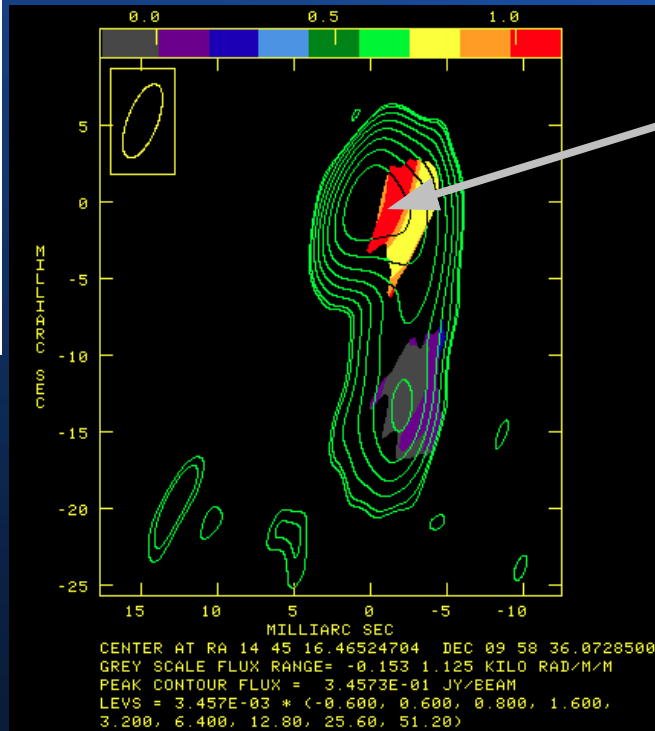 0.0 0.5 1.0
5
0
-5
-10
-15
-20
-25
MILLIARC SEC
15 10 5 0 -5 -10
MILLIARC SEC
CENTER AT RA 14 45 16.46524704 DEC 09 58 36.0728500
GREY SCALE FLUX RANGE= -0.153 1.125 KILO RAD/M/M
PEAK CONTOUR FLUX = 3.4573E-01 JY/BEAM
LEVS = 3.457E-03 * (-0.600, 0.600, 0.800, 1.600,
3.200, 6.400, 12.80, 25.60, 51.20)